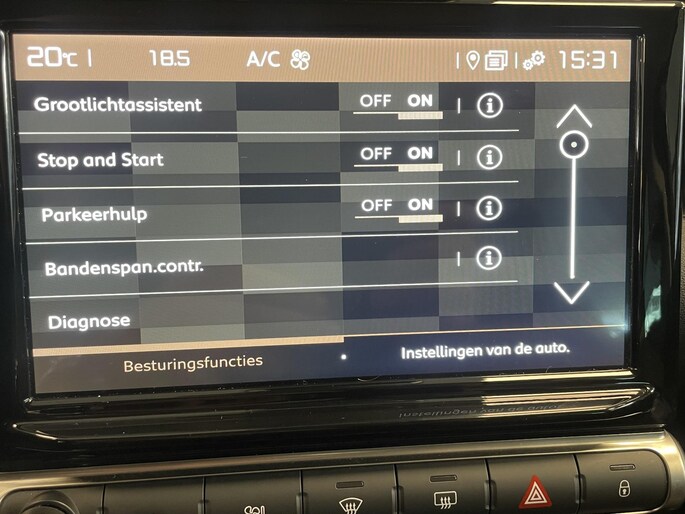 20°C 18.5 A/C 15:31
Grootlichtassistent OFF ON
Stop and Start OFF ON
Parkeerhulp OFF ON
Bandenspan.contr.
Diagnose
Besturingsfuncties Instellingen van de auto.